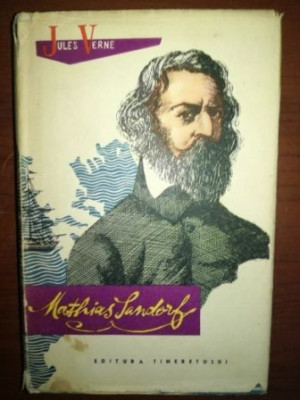 JULES VERNE
Mathias Sandorf
EDITURA TINERETULUI